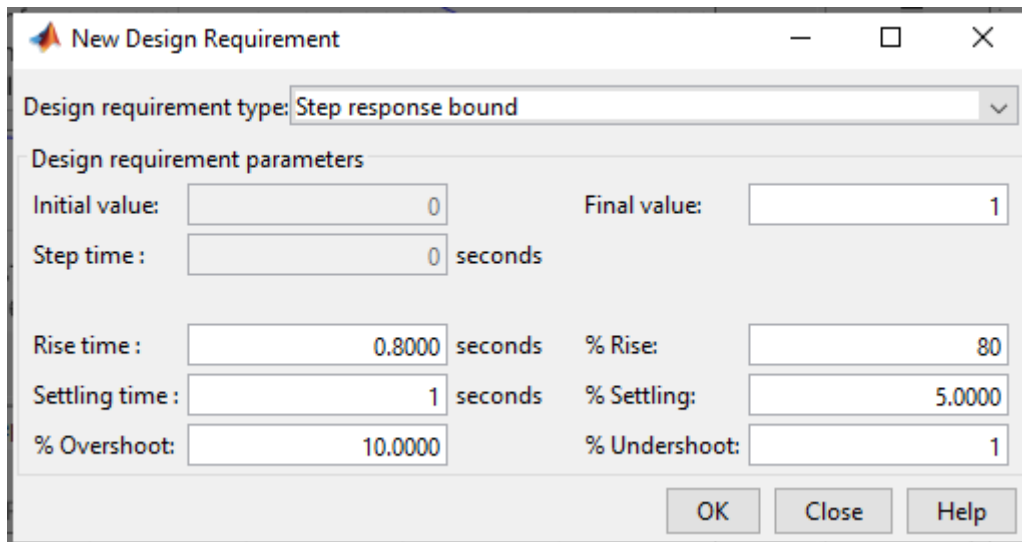 New Design Requirement
Design requirement type: Step response bound
Design requirement parameters
Initial value: 0 Final value: 1
Step time : 0 seconds
Rise time : 0.8000 seconds % Rise: 80
Settling time : 1 seconds % Settling: 5.0000
% Overshoot: 10.0000 % Undershoot: 1
OK Close Help